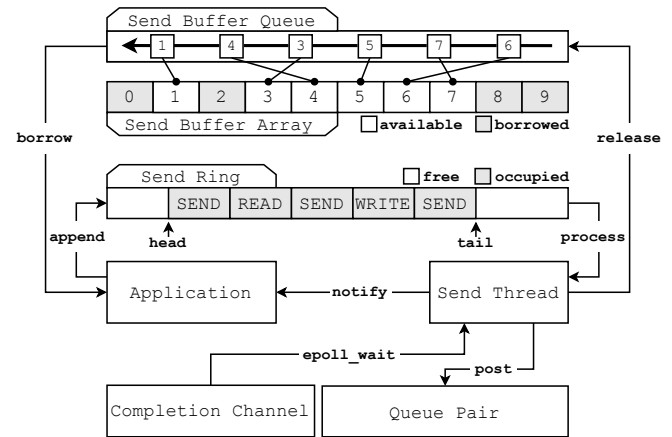 Send Buffer Queue
1 4 3 5 7 6
0 1 2 3 4 5 6 7 8 9
Send Buffer Array
available borrowed
borrow
release
Send Ring
free occupied
SEND READ SEND WRITE SEND
append
head
tail
process
Application
notify
Send Thread
epoll_wait
post
Completion Channel
Queue Pair